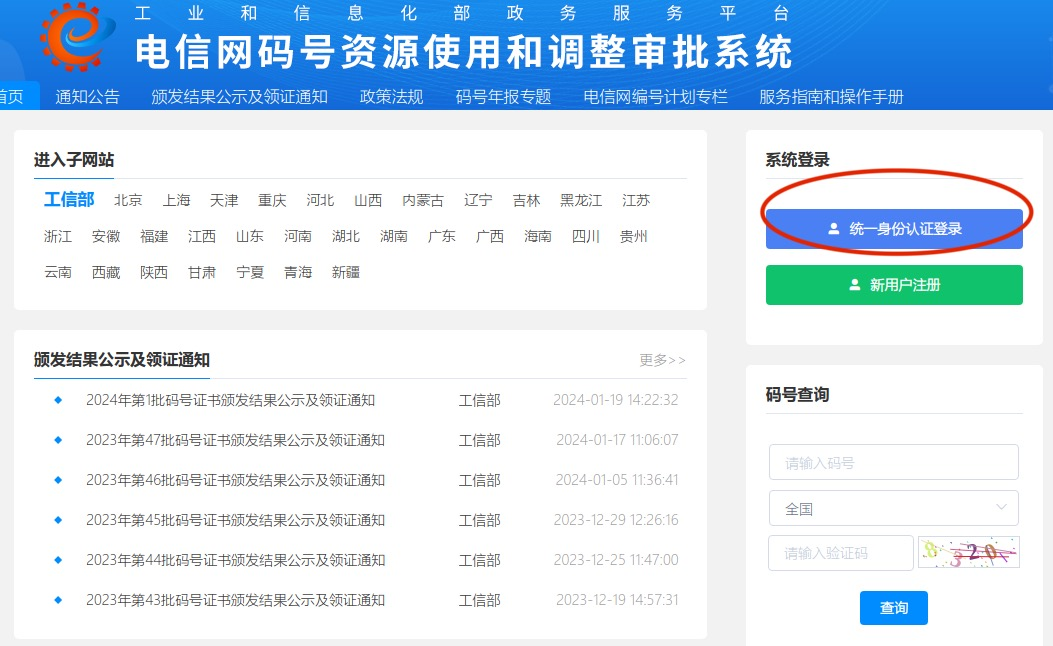 工业和信息化部政务服务平台
电信网码号资源使用和调整审批系统
首页 通知公告 颁发结果公示及领证通知 政策法规 码号年报专题 电信网编号计划专栏 服务指南和操作手册
进入子网站
工信部 北京 上海 天津 重庆 河北 山西 内蒙古 辽宁 吉林 黑龙江 江苏
浙江 安徽 福建 江西 山东 河南 湖北 湖南 广东 广西 海南 四川 贵州
云南 西藏 陕西 甘肃 宁夏 青海 新疆
颁发结果公示及领证通知 更多>>
2024年第1批码号证书颁发结果公示及领证通知 工信部 2024-01-19 14:22:32
2023年第47批码号证书颁发结果公示及领证通知 工信部 2024-01-17 11:06:07
2023年第46批码号证书颁发结果公示及领证通知 工信部 2024-01-05 11:36:41
2023年第45批码号证书颁发结果公示及领证通知 工信部 2023-12-29 12:26:16
2023年第44批码号证书颁发结果公示及领证通知 工信部 2023-12-25 11:47:00
2023年第43批码号证书颁发结果公示及领证通知 工信部 2023-12-19 14:57:31
系统登录
统一身份认证登录
新用户注册
码号查询
请输入码号
全国
请输入验证码 8320
查询